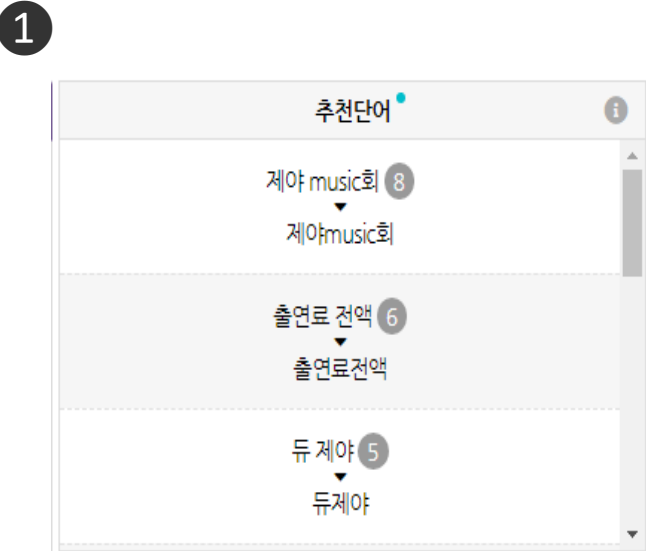 1
추천단어
제야 music회 8
제야music회
출연료 전액 6
출연료전액
듀 제야 5
듀제야